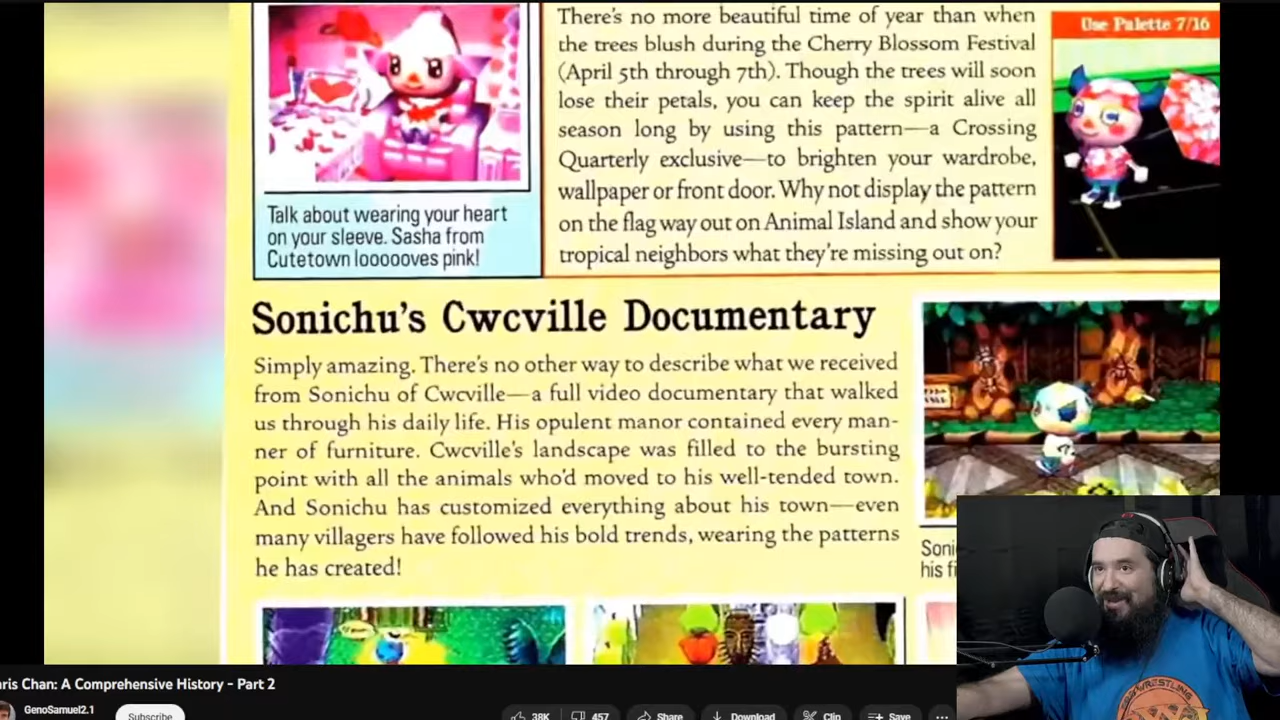 There's no more beautiful time of year than when
the trees blush during the Cherry Blossom Festival
(April 5th through 7th). Though the trees will soon
lose their petals, you can keep the spirit alive all
season long by using this pattern—a Crossing
Quarterly exclusive—to brighten your wardrobe,
wallpaper or front door. Why not display the pattern
on the flag way out on Animal Island and show your
tropical neighbors what they're missing out on?
Use Palette 7/16
Talk about wearing your heart
on your sleeve. Sasha from
Cutetown loooooves pink!
Sonichu's Cwcville Documentary
Simply amazing. There's no other way to describe what we received
from Sonichu of Cwcville—a full video documentary that walked
us through his daily life. His opulent manor contained every man-
ner of furniture. Cwcville's landscape was filled to the bursting
point with all the animals who'd moved to his well-tended town.
And Sonichu has customized everything about his town—even
many villagers have followed his bold trends, wearing the patterns
he has created!
Soni
his fi
aris Chan: A Comprehensive History - Part 2
GenoSamuel2.1
Subscribe
38K
457
Share
Download
Clip
Save